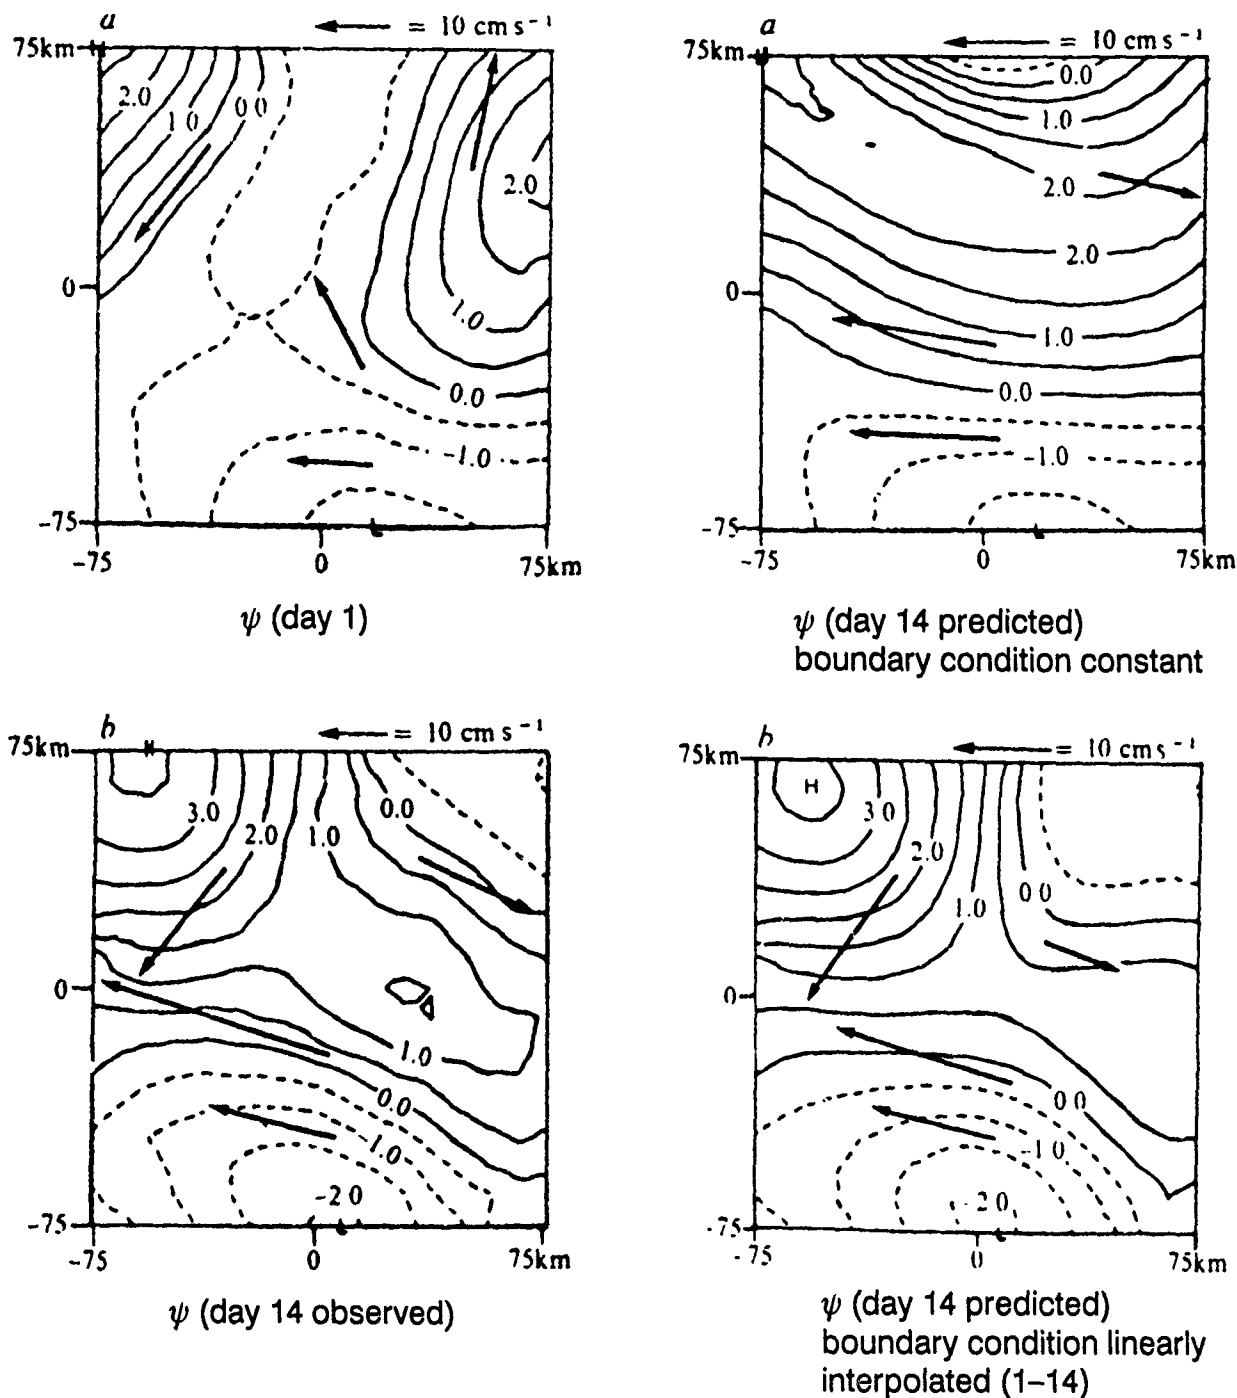 a
= 10 cm s⁻¹
75km
2.0
1 0
0 0
2.0
0
1.0
0.0
-1.0
-75
-75
0
75km
ψ (day 1)
a
= 10 cm s⁻¹
75km
0.0
1.0
2.0
2.0
0
1.0
0.0
-1.0
-75
-75
0
75km
ψ (day 14 predicted)
boundary condition constant
b
= 10 cm s⁻¹
75km
3.0
2.0
1.0
0.0
0
1.0
0.0
-1.0
-2 0
-75
-75
0
75km
ψ (day 14 observed)
b
= 10 cm s⁻¹
75km
H
3 0
2.0
1.0
0 0
0
0 0
-1 0
-2 0
-75
-75
0
75km
ψ (day 14 predicted)
boundary condition linearly
interpolated (1–14)